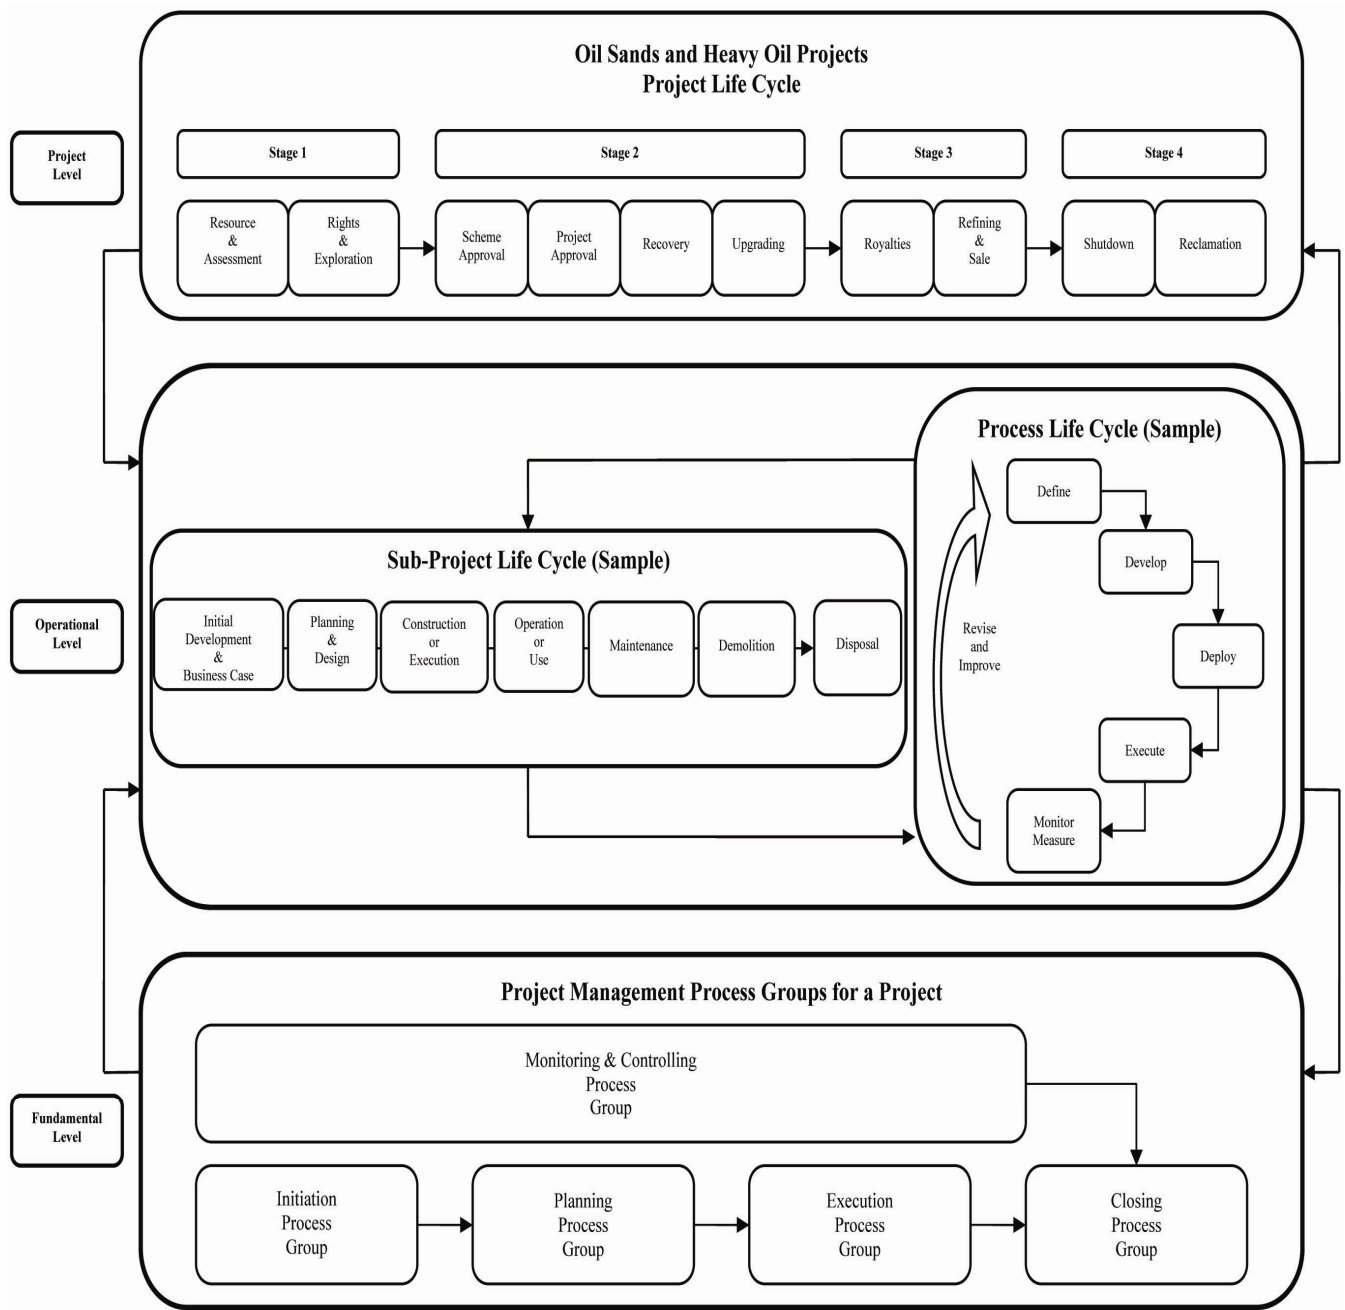 Oil Sands and Heavy Oil Projects
Project Life Cycle
Project
Level
Stage 1
Stage 2
Stage 3
Stage 4
Resource
&
Assessment
Rights
&
Exploration
Scheme
Approval
Project
Approval
Recovery
Upgrading
Royalties
Refining
&
Sale
Shutdown
Reclamation
Operational
Level
Sub-Project Life Cycle (Sample)
Initial
Development
&
Business Case
Planning
&
Design
Construction
or
Execution
Operation
or
Use
Maintenance
Demolition
Disposal
Process Life Cycle (Sample)
Define
Develop
Deploy
Execute
Monitor
Measure
Revise
and
Improve
Fundamental
Level
Project Management Process Groups for a Project
Monitoring & Controlling
Process
Group
Initiation
Process
Group
Planning
Process
Group
Execution
Process
Group
Closing
Process
Group